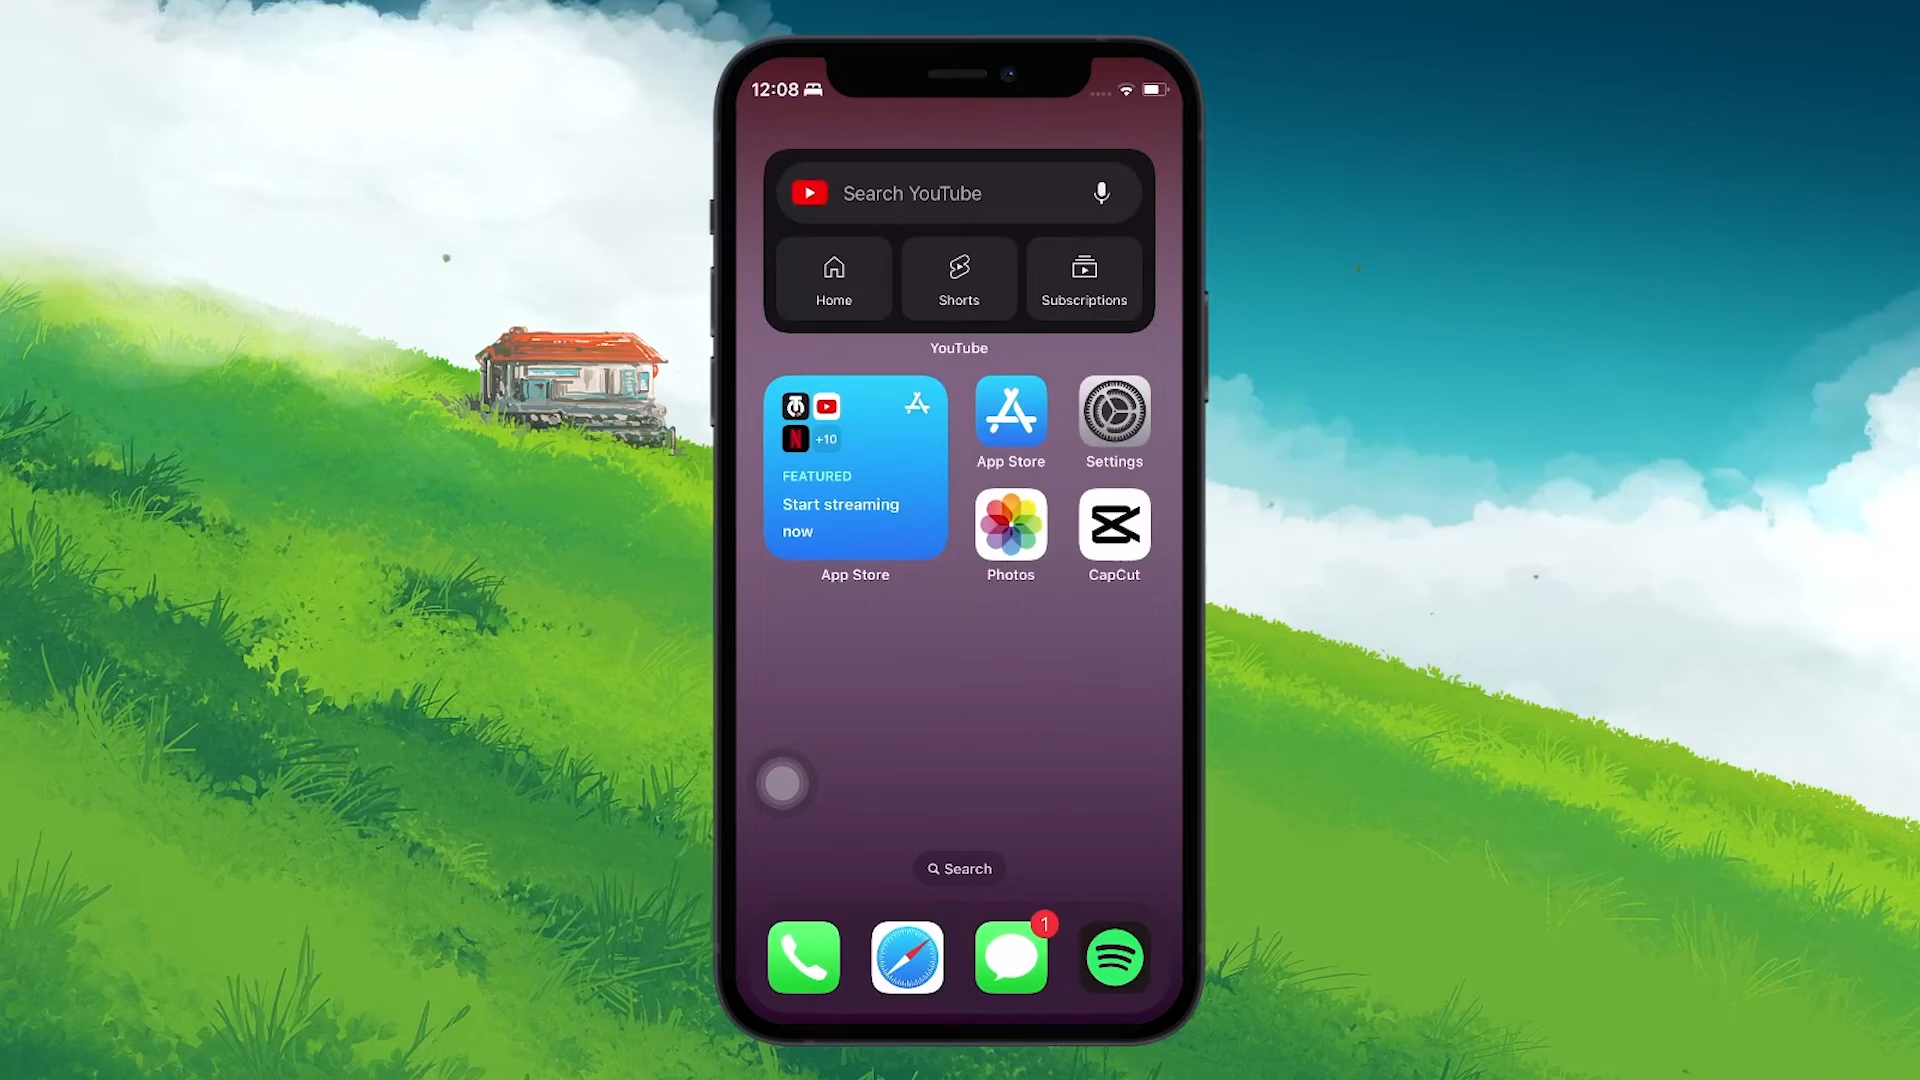 12:08
Search YouTube
Home
Shorts
Subscriptions
YouTube
+10
FEATURED
Start streaming
now
App Store
App Store
Settings
Photos
CapCut
Search
1